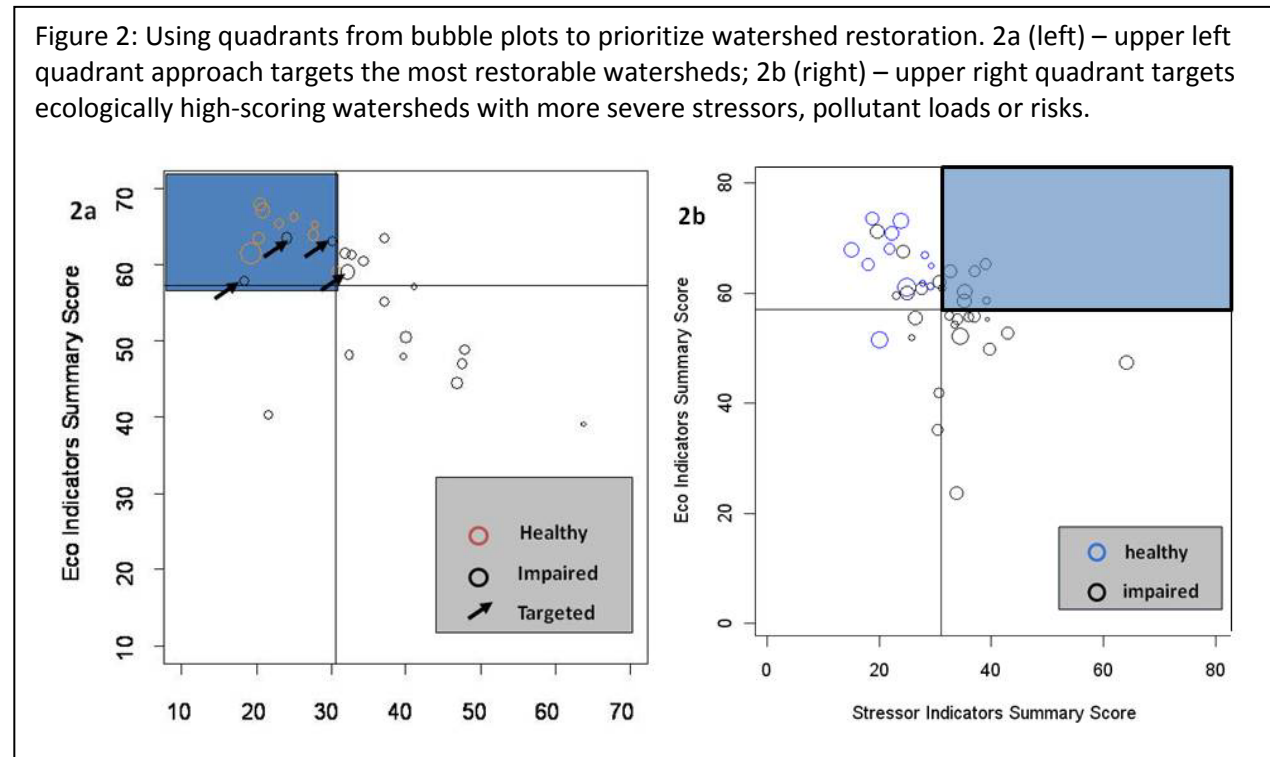 Figure 2: Using quadrants from bubble plots to prioritize watershed restoration. 2a (left) – upper left
quadrant approach targets the most restorable watersheds; 2b (right) – upper right quadrant targets
ecologically high-scoring watersheds with more severe stressors, pollutant loads or risks.
2a
Eco Indicators Summary Score
70
60
50
40
30
20
10
Healthy
Impaired
Targeted
10 20 30 40 50 60 70
2b
Eco Indicators Summary Score
80
60
40
20
0
healthy
impaired
0 20 40 60 80
Stressor Indicators Summary Score